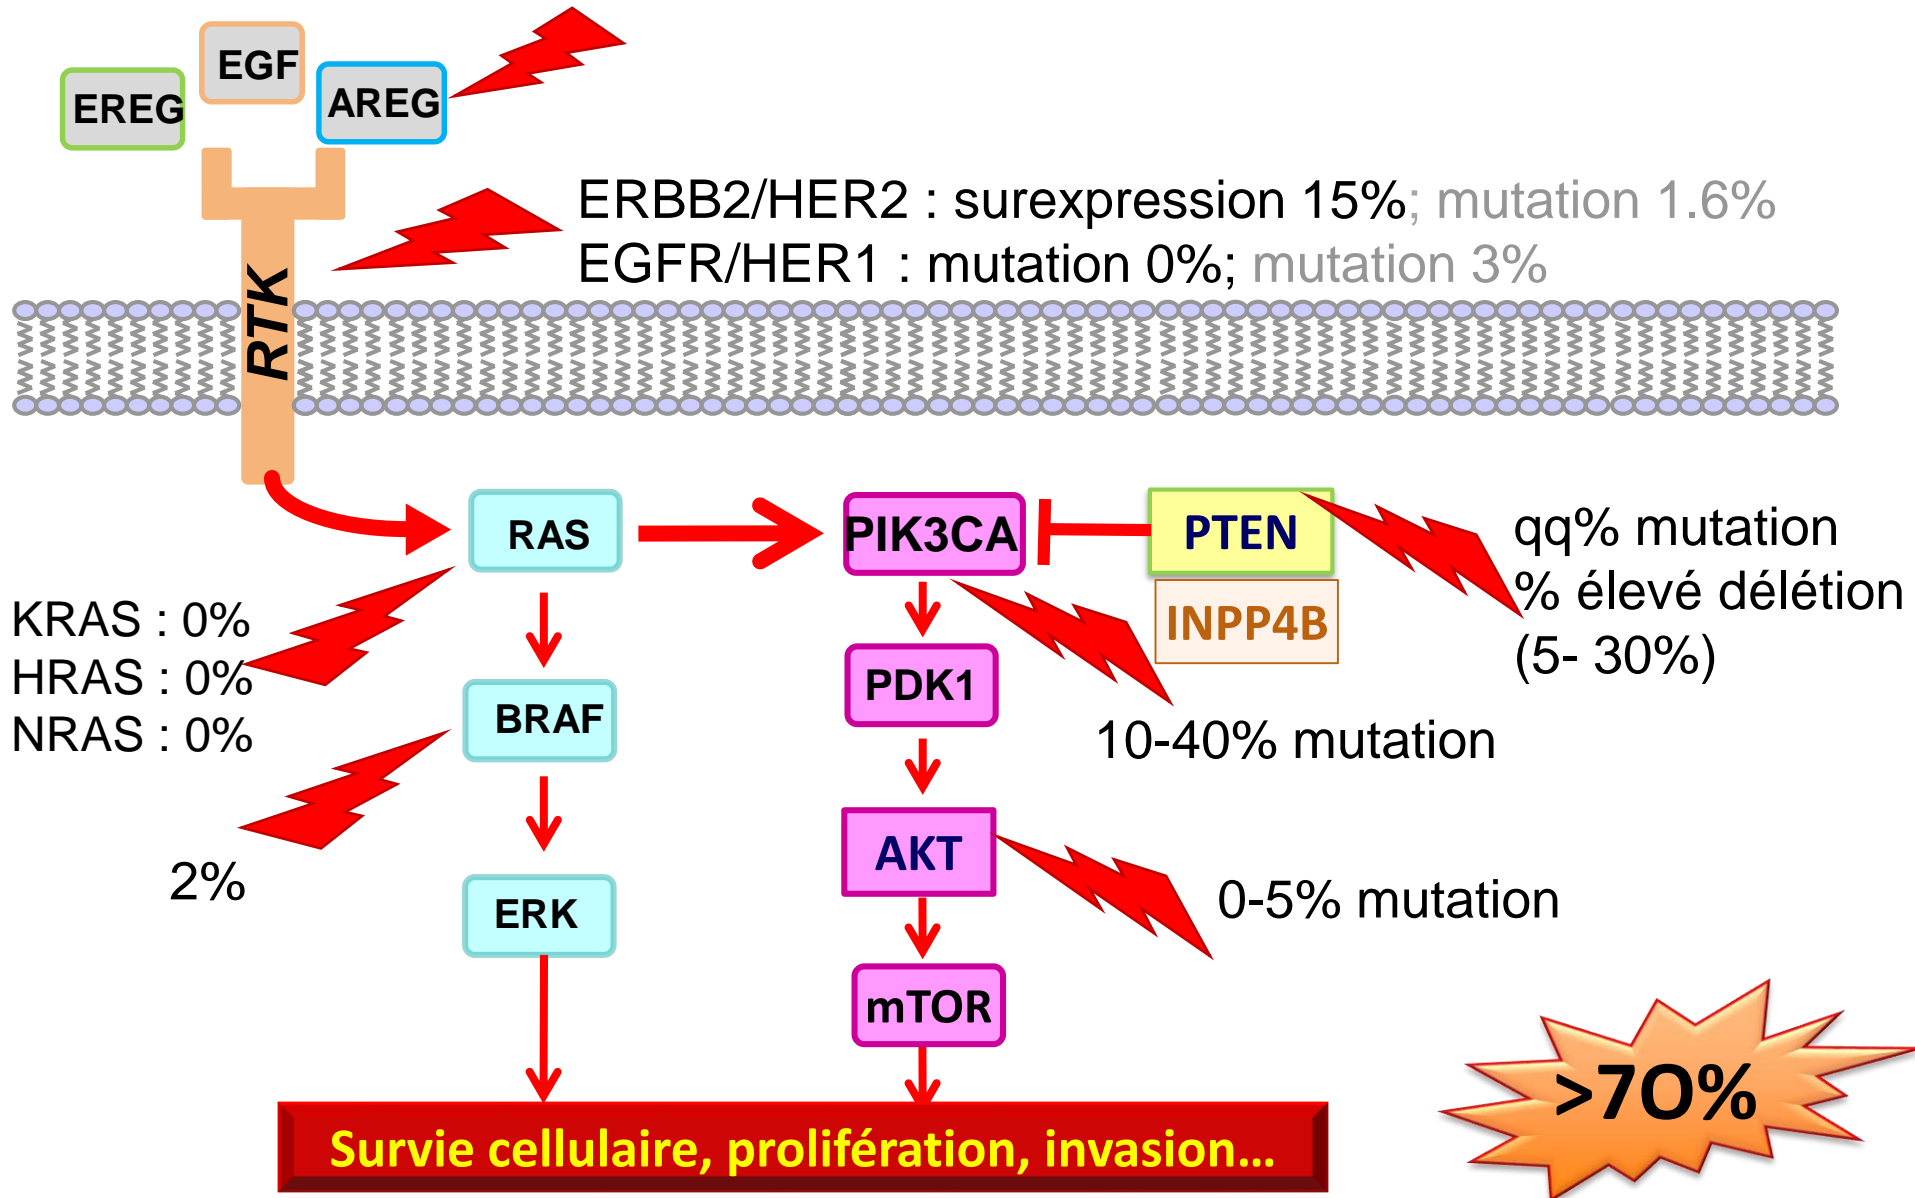 EGF
EREG
AREG
ERBB2/HER2 : surexpression 15%; mutation 1.6%
EGFR/HER1 : mutation 0%; mutation 3%
RTK
RAS
PIK3CA
PTEN
INPP4B
qq% mutation
% élevé délétion
(5- 30%)
KRAS : 0%
HRAS : 0%
NRAS : 0%
BRAF
PDK1
10-40% mutation
2%
AKT
0-5% mutation
ERK
mTOR
>7O%
Survie cellulaire, prolifération, invasion...